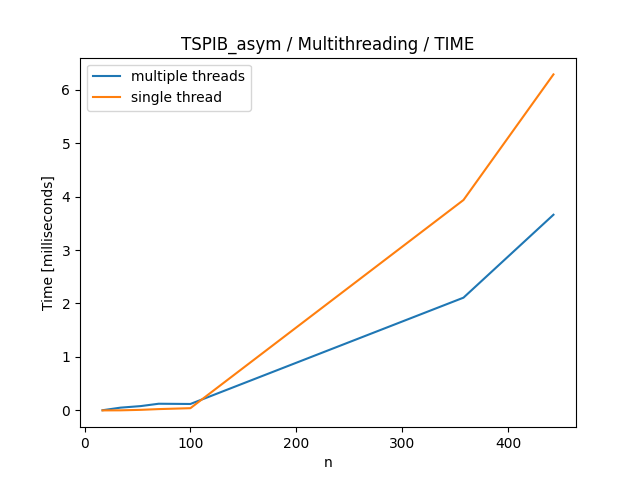 TSPIB_asym / Multithreading / TIME
multiple threads
single thread
Time [milliseconds]
6
5
4
3
2
1
0
0 100 200 300 400
n